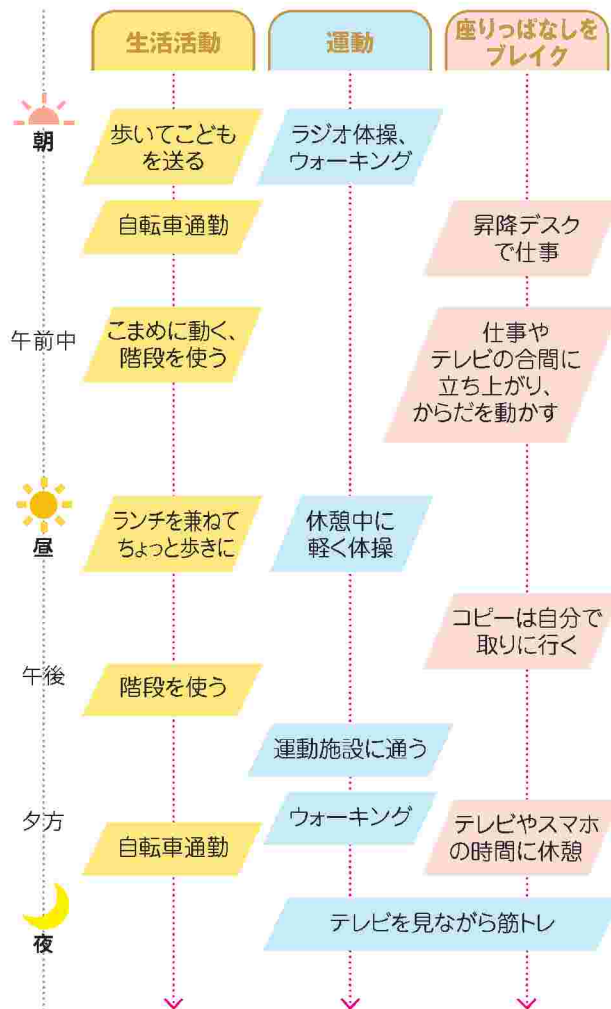 生活活動
運動
座りっぱなしを
ブレイク
朝
歩いてこども
を送る
ラジオ体操、
ウォーキング
自転車通勤
昇降デスク
で仕事
午前中
こまめに動く、
階段を使う
仕事や
テレビの合間に
立ち上がり、
からだを動かす
昼
ランチを兼ねて
ちょっと歩きに
休憩中に
軽く体操
コピーは自分で
取りに行く
午後
階段を使う
運動施設に通う
夕方
ウォーキング
自転車通勤
テレビやスマホ
の時間に休憩
夜
テレビを見ながら筋トレ